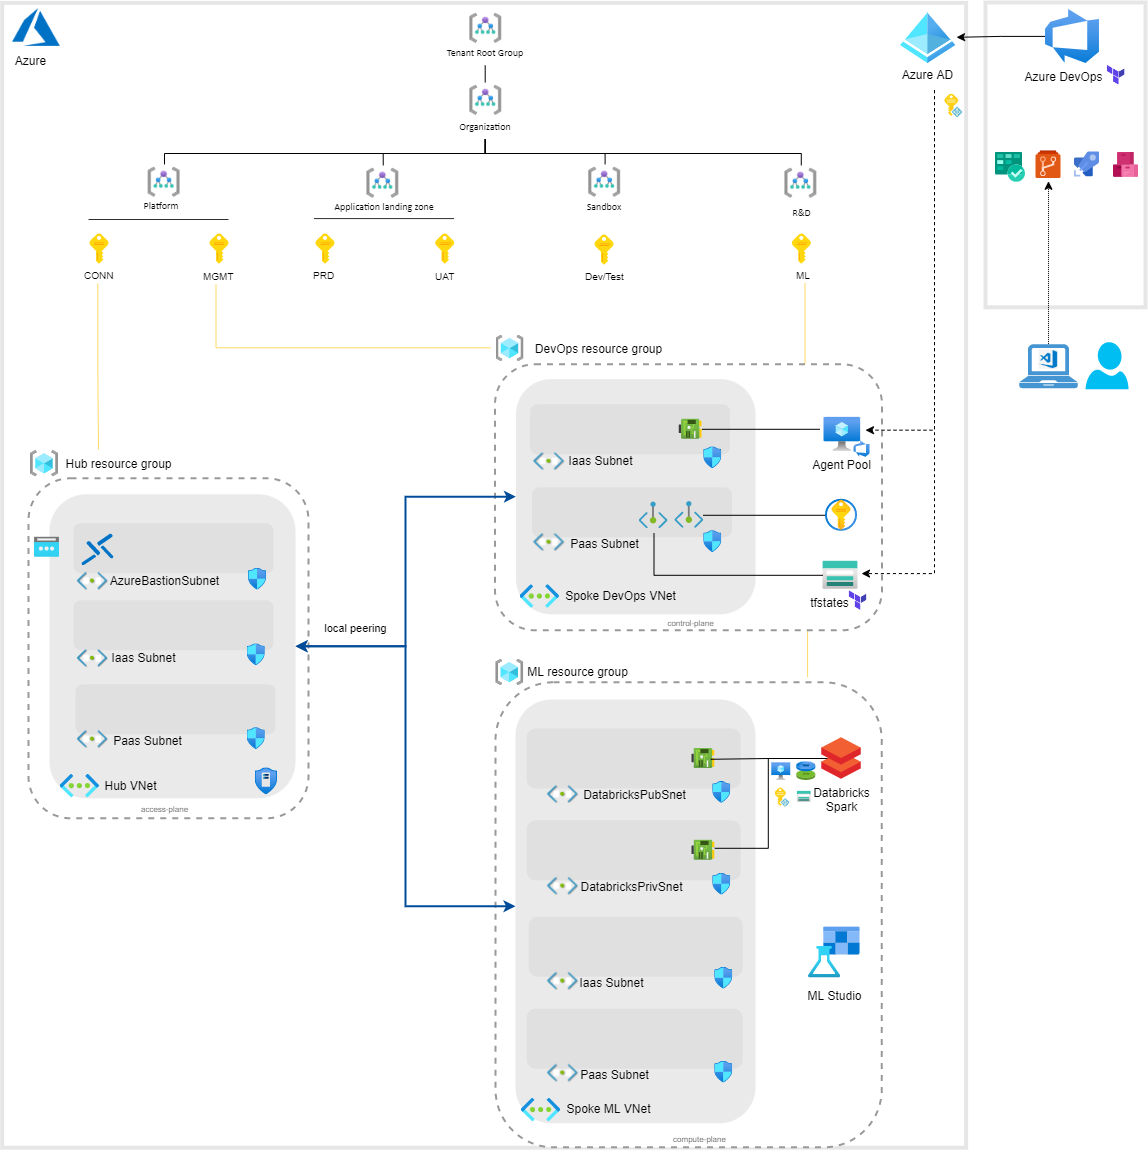 Azure
Tenant Root Group
Azure AD
Azure DevOps
Organization
Platform
Application landing zone
Sandbox
R&D
CONN
MGMT
PRD
UAT
Dev/Test
ML
DevOps resource group
Iaas Subnet
Agent Pool
Paas Subnet
Spoke DevOps VNet
tfstates
control-plane
Hub resource group
AzureBastionSubnet
Iaas Subnet
Paas Subnet
Hub VNet
access-plane
local peering
ML resource group
DatabricksPubSnet
Databricks
Spark
DatabricksPrivSnet
Iaas Subnet
ML Studio
Paas Subnet
Spoke ML VNet
compute-plane